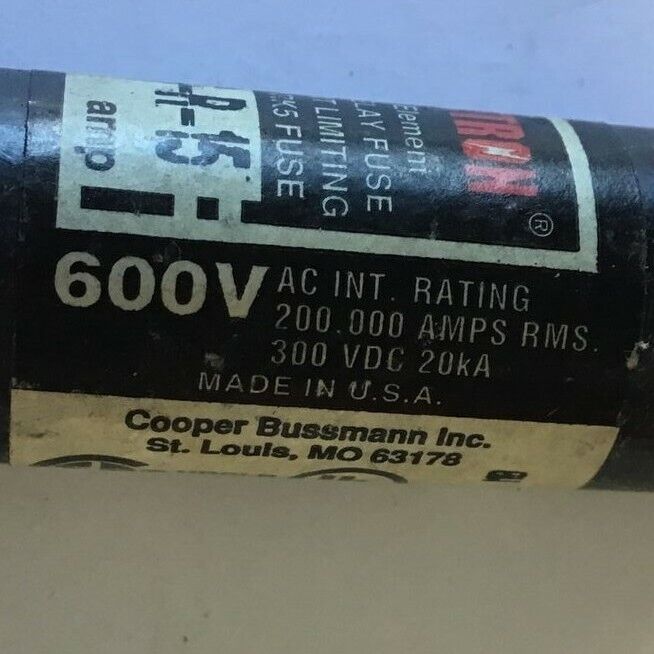 600V
AC INT. RATING
200.000 AMPS RMS.
300 VDC 20kA
MADE IN U.S.A.
Cooper Bussmann Inc.
St. Louis, MO 63178
TRON ®
Element
LAY FUSE
T LIMITING
K5 FUSE
-R-15
amp